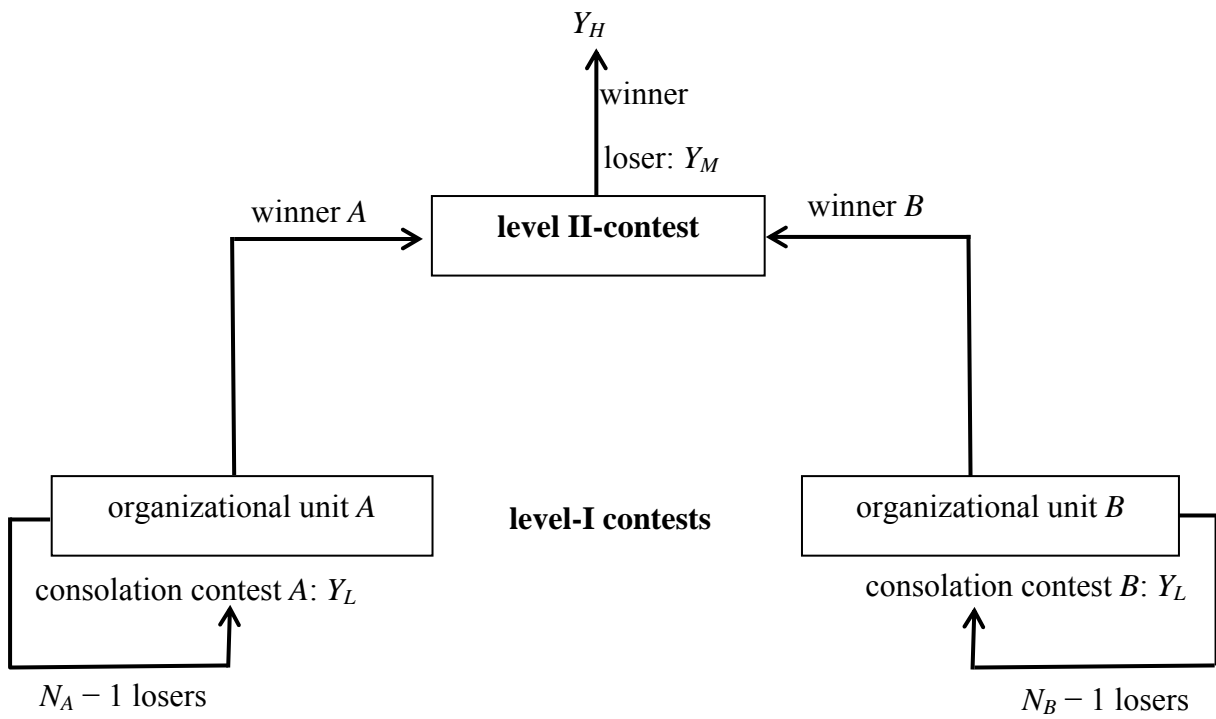 Y_H
winner
loser: Y_M
winner A
level II-contest
winner B
organizational unit A
level-I contests
organizational unit B
consolation contest A: Y_L
consolation contest B: Y_L
N_A − 1 losers
N_B − 1 losers